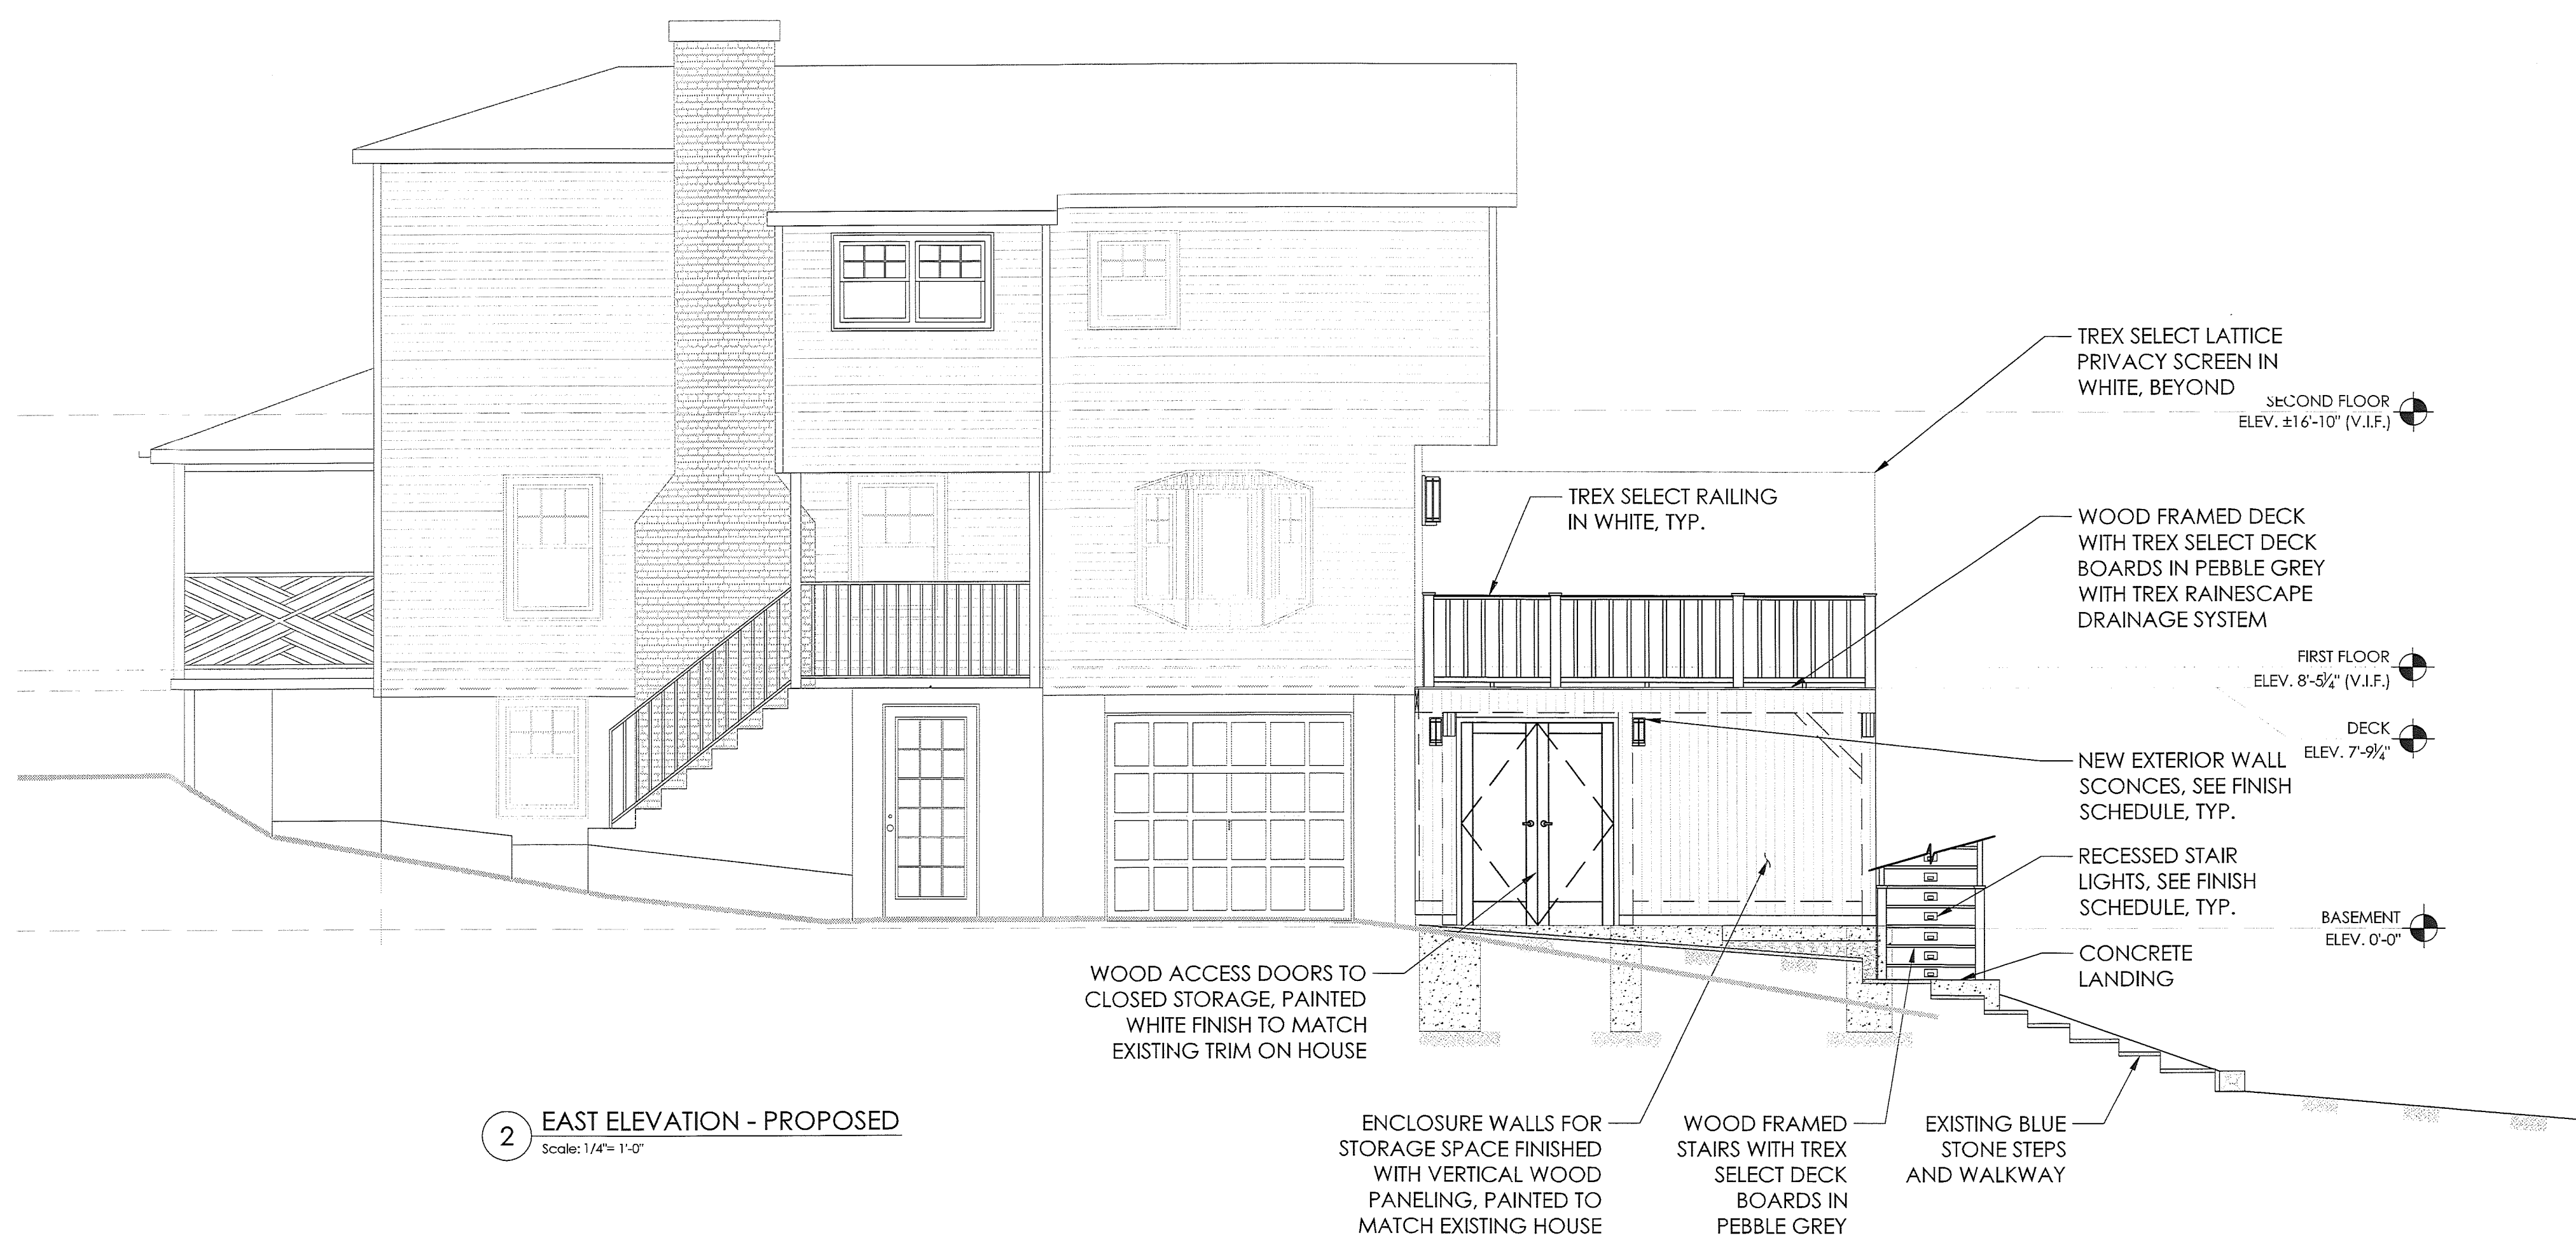 TREX SELECT LATTICE
PRIVACY SCREEN IN
WHITE, BEYOND
SECOND FLOOR
ELEV. ±16'-10" (V.I.F.)
TREX SELECT RAILING
IN WHITE, TYP.
WOOD FRAMED DECK
WITH TREX SELECT DECK
BOARDS IN PEBBLE GREY
WITH TREX RAINESCAPE
DRAINAGE SYSTEM
FIRST FLOOR
ELEV. 8'-5¼" (V.I.F.)
DECK
ELEV. 7'-9¼"
NEW EXTERIOR WALL
SCONCES, SEE FINISH
SCHEDULE, TYP.
RECESSED STAIR
LIGHTS, SEE FINISH
SCHEDULE, TYP.
BASEMENT
ELEV. 0'-0"
CONCRETE
LANDING
WOOD ACCESS DOORS TO
CLOSED STORAGE, PAINTED
WHITE FINISH TO MATCH
EXISTING TRIM ON HOUSE
2
EAST ELEVATION - PROPOSED
Scale: 1/4"= 1'-0"
ENCLOSURE WALLS FOR
STORAGE SPACE FINISHED
WITH VERTICAL WOOD
PANELING, PAINTED TO
MATCH EXISTING HOUSE
WOOD FRAMED
STAIRS WITH TREX
SELECT DECK
BOARDS IN
PEBBLE GREY
EXISTING BLUE
STONE STEPS
AND WALKWAY